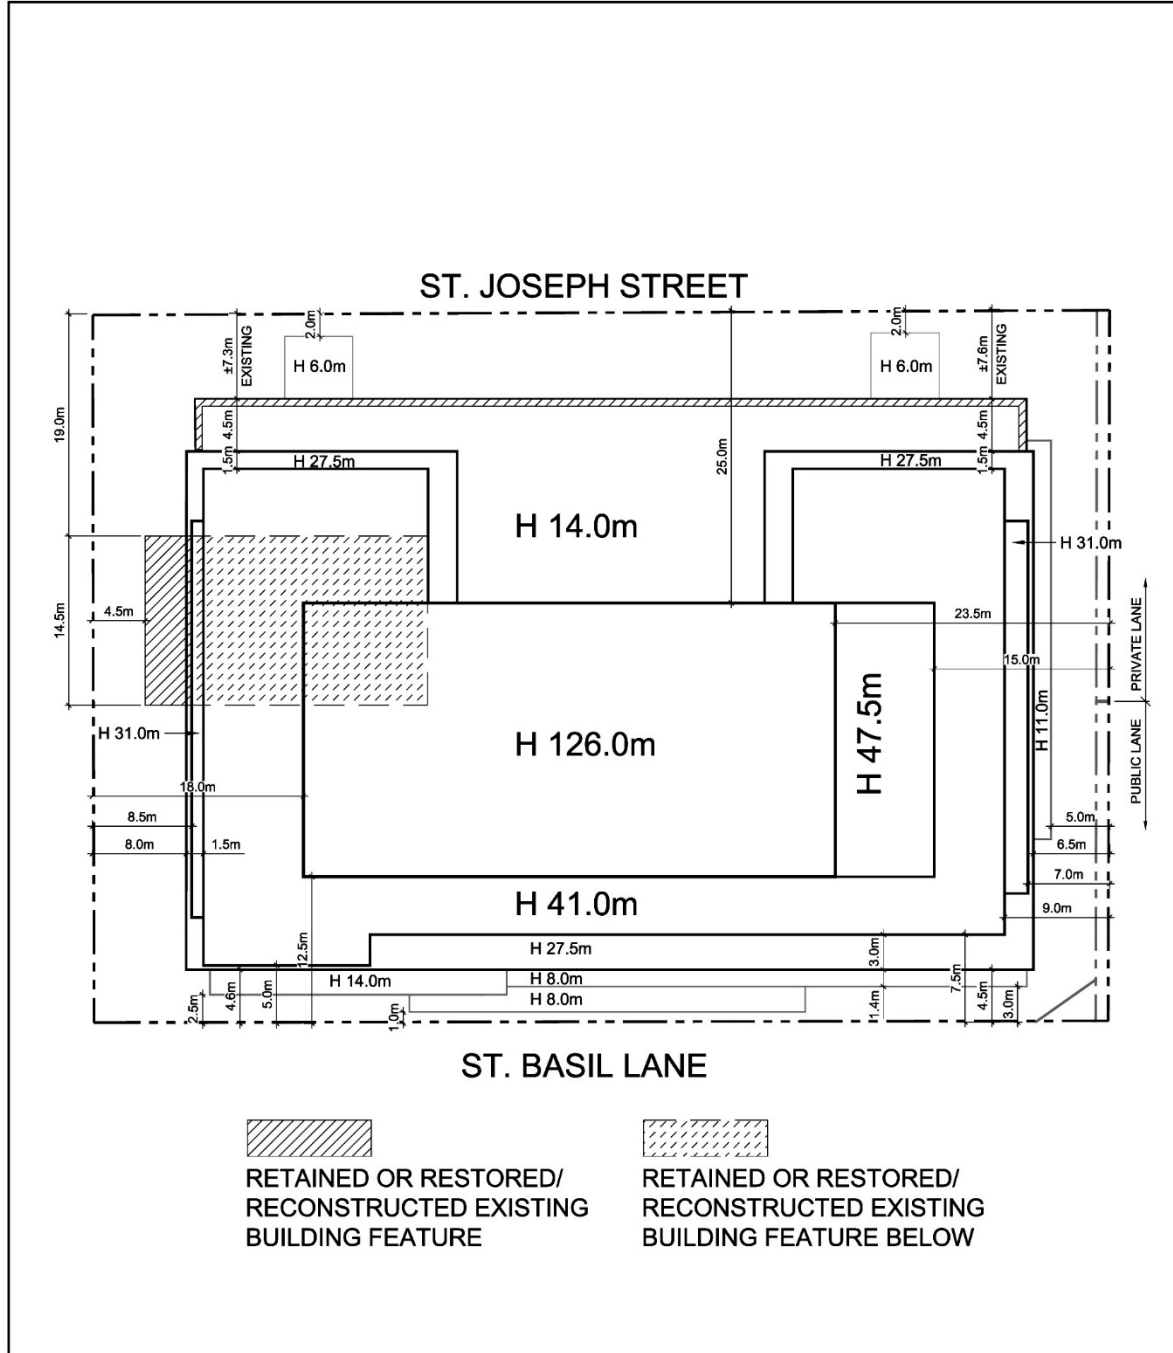 ST. JOSEPH STREET
2.0m
2.0m
±7.3m
EXISTING
H 6.0m
H 6.0m
±7.6m
EXISTING
19.0m
4.5m
25.0m
4.5m
1.5m
H 27.5m
H 27.5m
1.5m
H 14.0m
H 31.0m
14.5m
4.5m
23.5m
PRIVATE LANE
15.0m
H 31.0m
H 126.0m
H 47.5m
H 11.0m
PUBLIC LANE
18.0m
8.5m
5.0m
8.0m
1.5m
6.5m
7.0m
H 41.0m
9.0m
12.5m
H 27.5m
3.0m
7.5m
H 14.0m
H 8.0m
2.5m
4.6m
5.0m
H 8.0m
1.0m
1.4m
4.5m
3.0m
ST. BASIL LANE
RETAINED OR RESTORED/
RECONSTRUCTED EXISTING
BUILDING FEATURE
RETAINED OR RESTORED/
RECONSTRUCTED EXISTING
BUILDING FEATURE BELOW